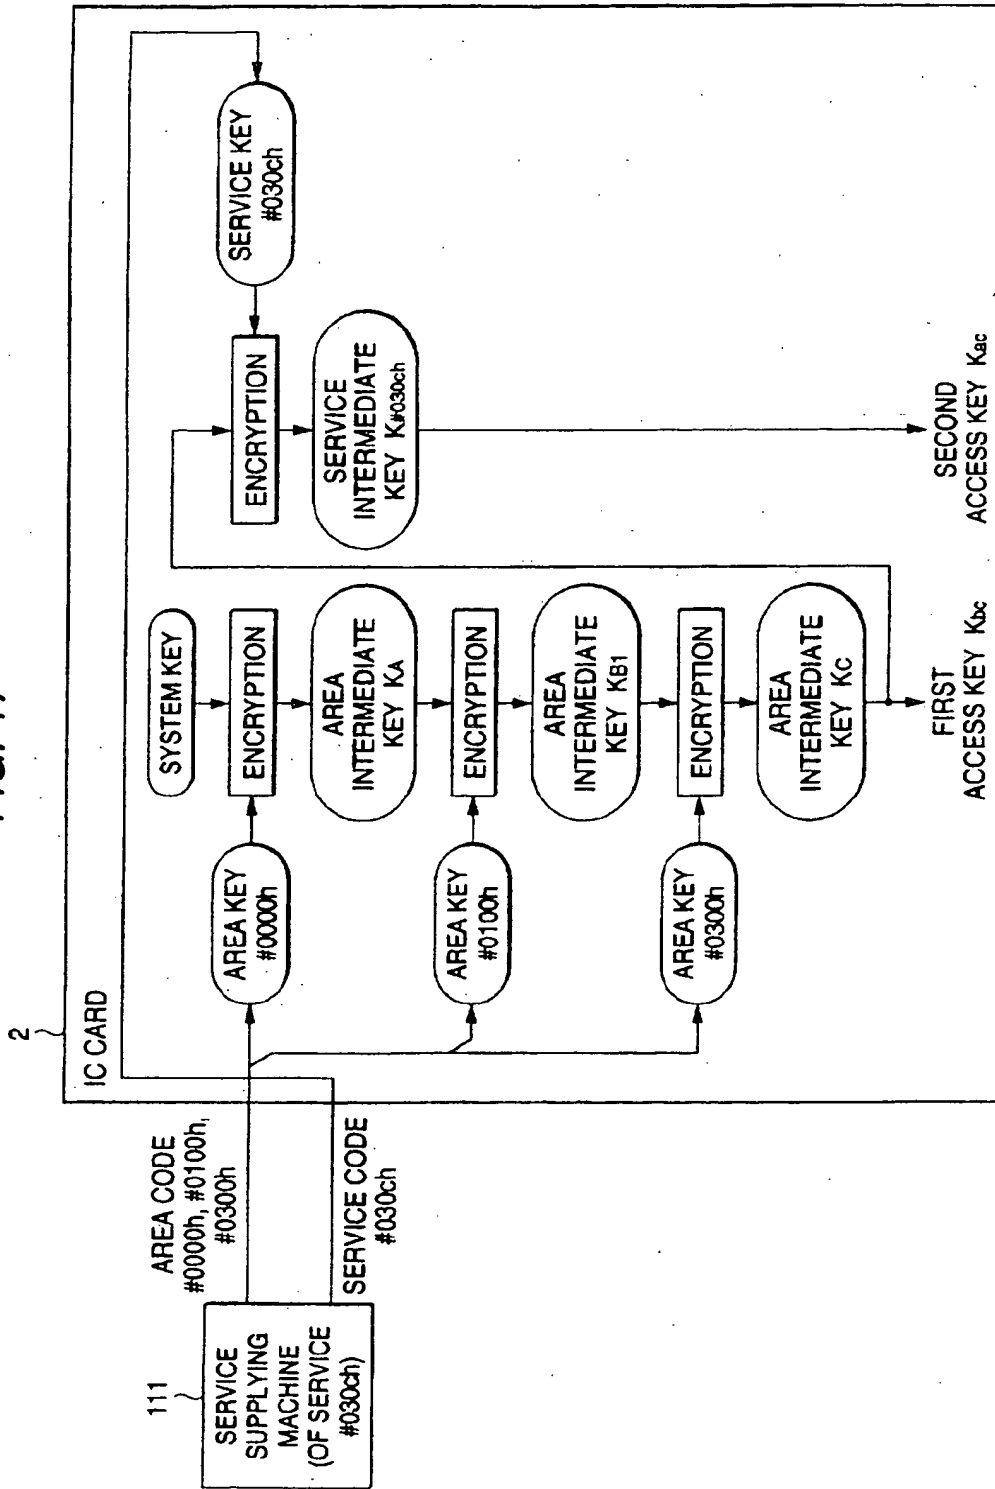 2
IC CARD
111
SERVICE
SUPPLYING
MACHINE
(OF SERVICE
#030ch)
AREA CODE
#0000h, #0100h,
#0300h
SERVICE CODE
#030ch
AREA KEY
#0000h
AREA KEY
#0100h
AREA KEY
#0300h
SYSTEM KEY
ENCRYPTION
AREA
INTERMEDIATE
KEY KA
ENCRYPTION
AREA
INTERMEDIATE
KEY KB1
ENCRYPTION
AREA
INTERMEDIATE
KEY KC
FIRST
ACCESS KEY Kbc
SERVICE KEY
#030ch
ENCRYPTION
SERVICE
INTERMEDIATE
KEY K#030ch
SECOND
ACCESS KEY Kac